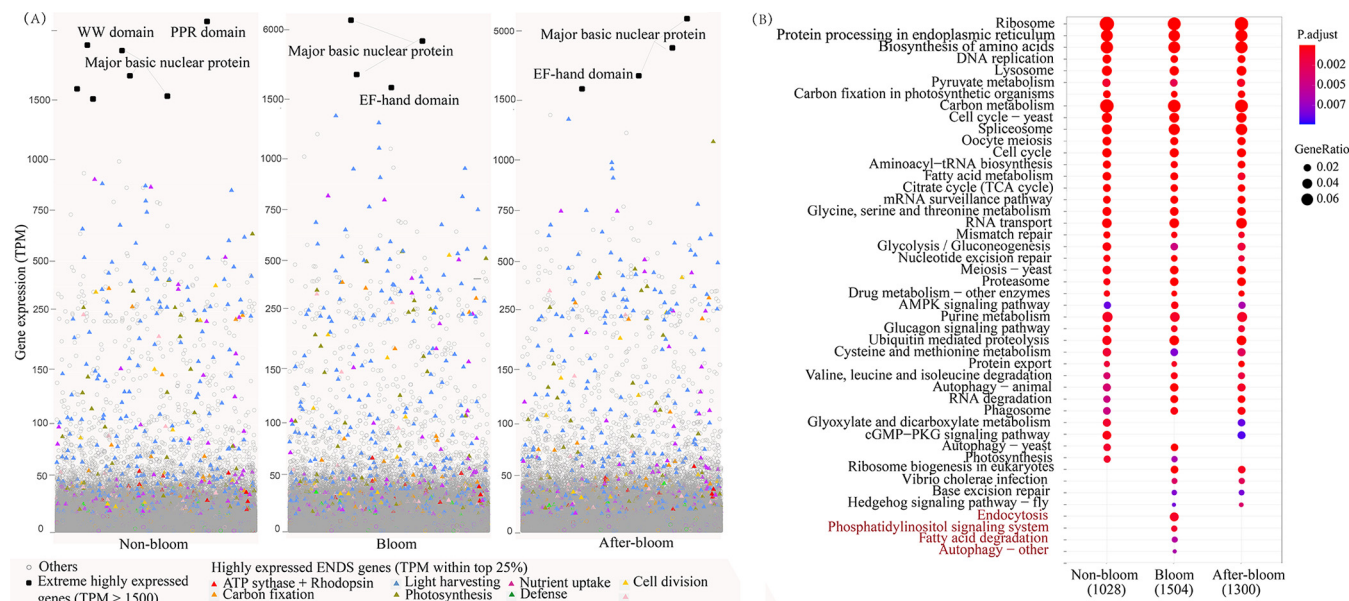 (A)
WW domain
PPR domain
Major basic nuclear protein
1500
1000
750
500
250
150
100
50
0
Gene expression (TPM)
Non-bloom
6000
Major basic nuclear protein
EF-hand domain
1500
1000
750
500
250
150
100
50
0
Bloom
5000
Major basic nuclear protein
EF-hand domain
1500
1000
750
500
250
150
100
50
0
After-bloom
Others
Extreme highly expressed
genes (TPM > 1500)
Highly expressed ENDS genes (TPM within top 25%)
ATP sythase + Rhodopsin
Light harvesting
Nutrient uptake
Cell division
Carbon fixation
Photosynthesis
Defense
(B)
Ribosome
Protein processing in endoplasmic reticulum
Biosynthesis of amino acids
DNA replication
Lysosome
Pyruvate metabolism
Carbon fixation in photosynthetic organisms
Carbon metabolism
Cell cycle − yeast
Spliceosome
Oocyte meiosis
Cell cycle
Aminoacyl−tRNA biosynthesis
Fatty acid metabolism
Citrate cycle (TCA cycle)
mRNA surveillance pathway
Glycine, serine and threonine metabolism
RNA transport
Mismatch repair
Glycolysis / Gluconeogenesis
Nucleotide excision repair
Meiosis − yeast
Proteasome
Drug metabolism − other enzymes
AMPK signaling pathway
Purine metabolism
Glucagon signaling pathway
Ubiquitin mediated proteolysis
Cysteine and methionine metabolism
Protein export
Valine, leucine and isoleucine degradation
Autophagy − animal
RNA degradation
Phagosome
Glyoxylate and dicarboxylate metabolism
cGMP−PKG signaling pathway
Autophagy − yeast
Photosynthesis
Ribosome biogenesis in eukaryotes
Vibrio cholerae infection
Base excision repair
Hedgehog signaling pathway − fly
Endocytosis
Phosphatidylinositol signaling system
Fatty acid degradation
Autophagy − other
Non−bloom
(1028)
Bloom
(1504)
After−bloom
(1300)
P.adjust
0.002
0.005
0.007
GeneRatio
0.02
0.04
0.06